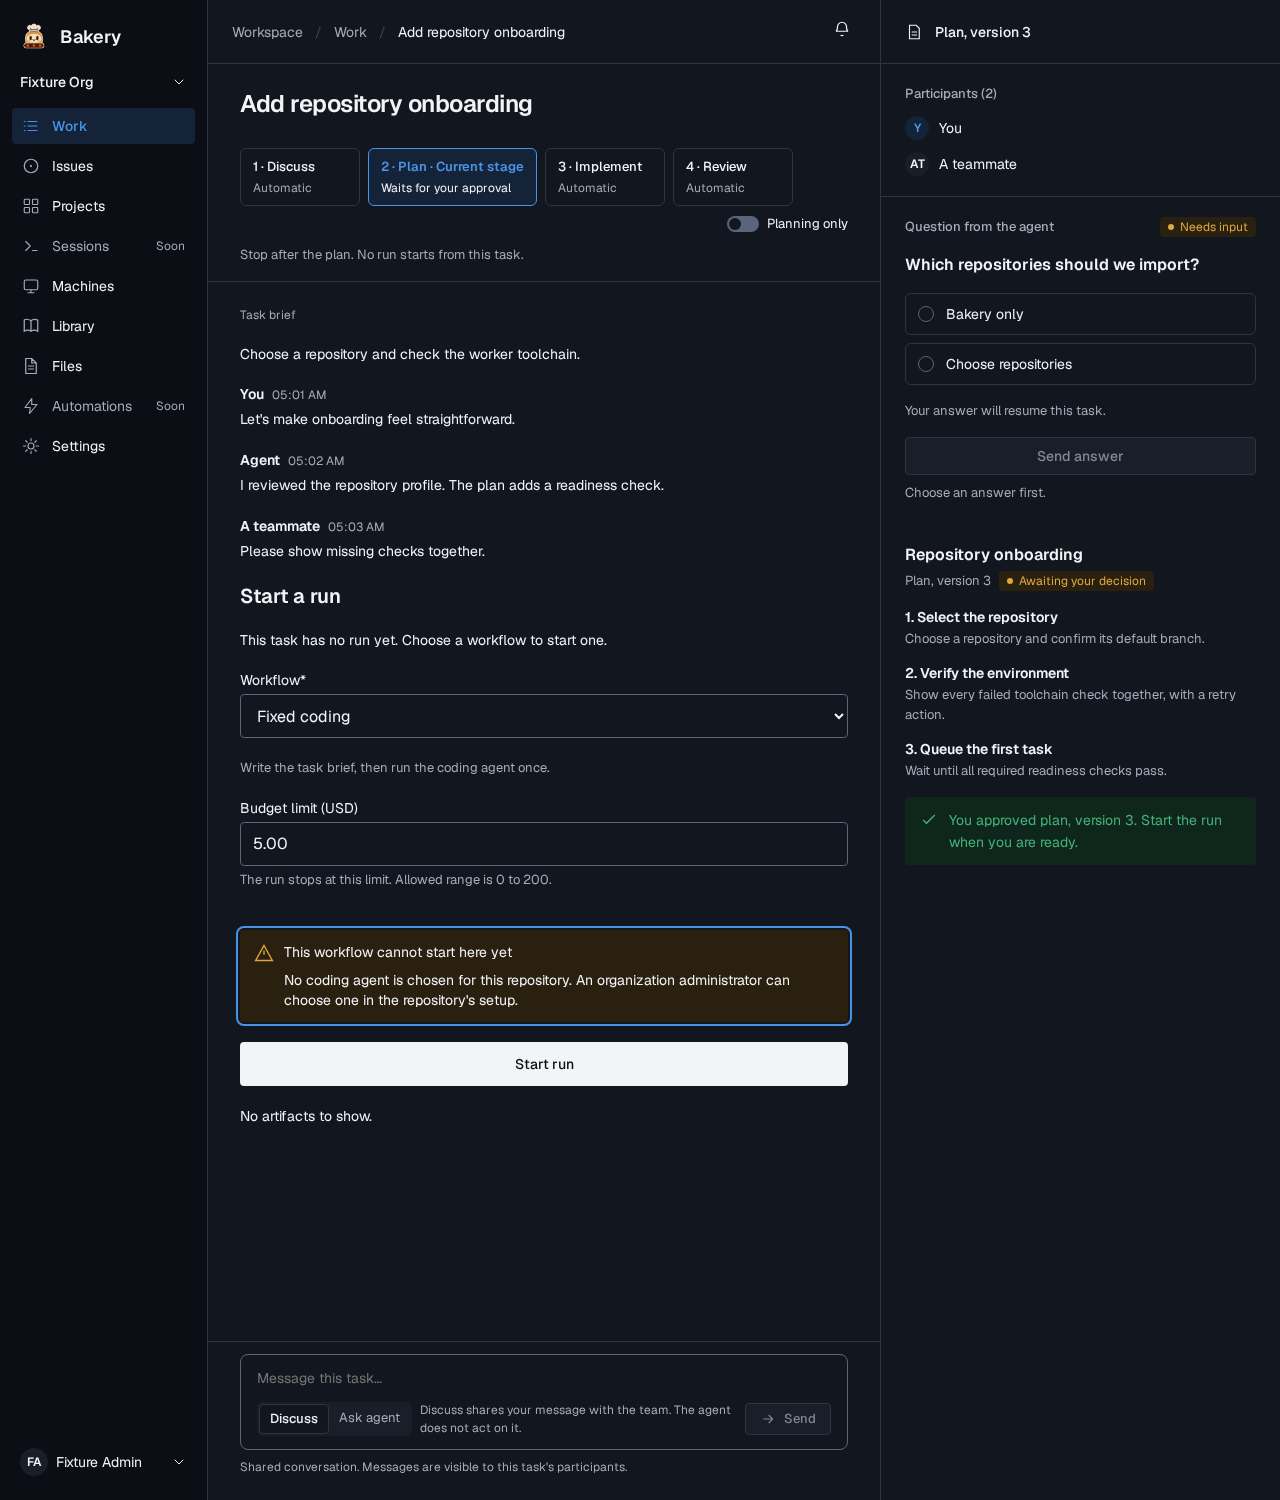 Bakery
Fixture Org
Work
Issues
Projects
Sessions Soon
Machines
Library
Files
Automations Soon
Settings
FA Fixture Admin
Workspace / Work / Add repository onboarding
Add repository onboarding
1 · Discuss
Automatic
2 · Plan · Current stage
Waits for your approval
3 · Implement
Automatic
4 · Review
Automatic
Planning only
Stop after the plan. No run starts from this task.
Task brief
Choose a repository and check the worker toolchain.
You 05:01 AM
Let's make onboarding feel straightforward.
Agent 05:02 AM
I reviewed the repository profile. The plan adds a readiness check.
A teammate 05:03 AM
Please show missing checks together.
Start a run
This task has no run yet. Choose a workflow to start one.
Workflow*
Fixed coding
Write the task brief, then run the coding agent once.
Budget limit (USD)
5.00
The run stops at this limit. Allowed range is 0 to 200.
This workflow cannot start here yet
No coding agent is chosen for this repository. An organization administrator can
choose one in the repository's setup.
Start run
No artifacts to show.
Message this task...
Discuss Ask agent
Discuss shares your message with the team. The agent
does not act on it.
Send
Shared conversation. Messages are visible to this task's participants.
Plan, version 3
Participants (2)
Y You
AT A teammate
Question from the agent Needs input
Which repositories should we import?
Bakery only
Choose repositories
Your answer will resume this task.
Send answer
Choose an answer first.
Repository onboarding
Plan, version 3 Awaiting your decision
1. Select the repository
Choose a repository and confirm its default branch.
2. Verify the environment
Show every failed toolchain check together, with a retry
action.
3. Queue the first task
Wait until all required readiness checks pass.
You approved plan, version 3. Start the run
when you are ready.